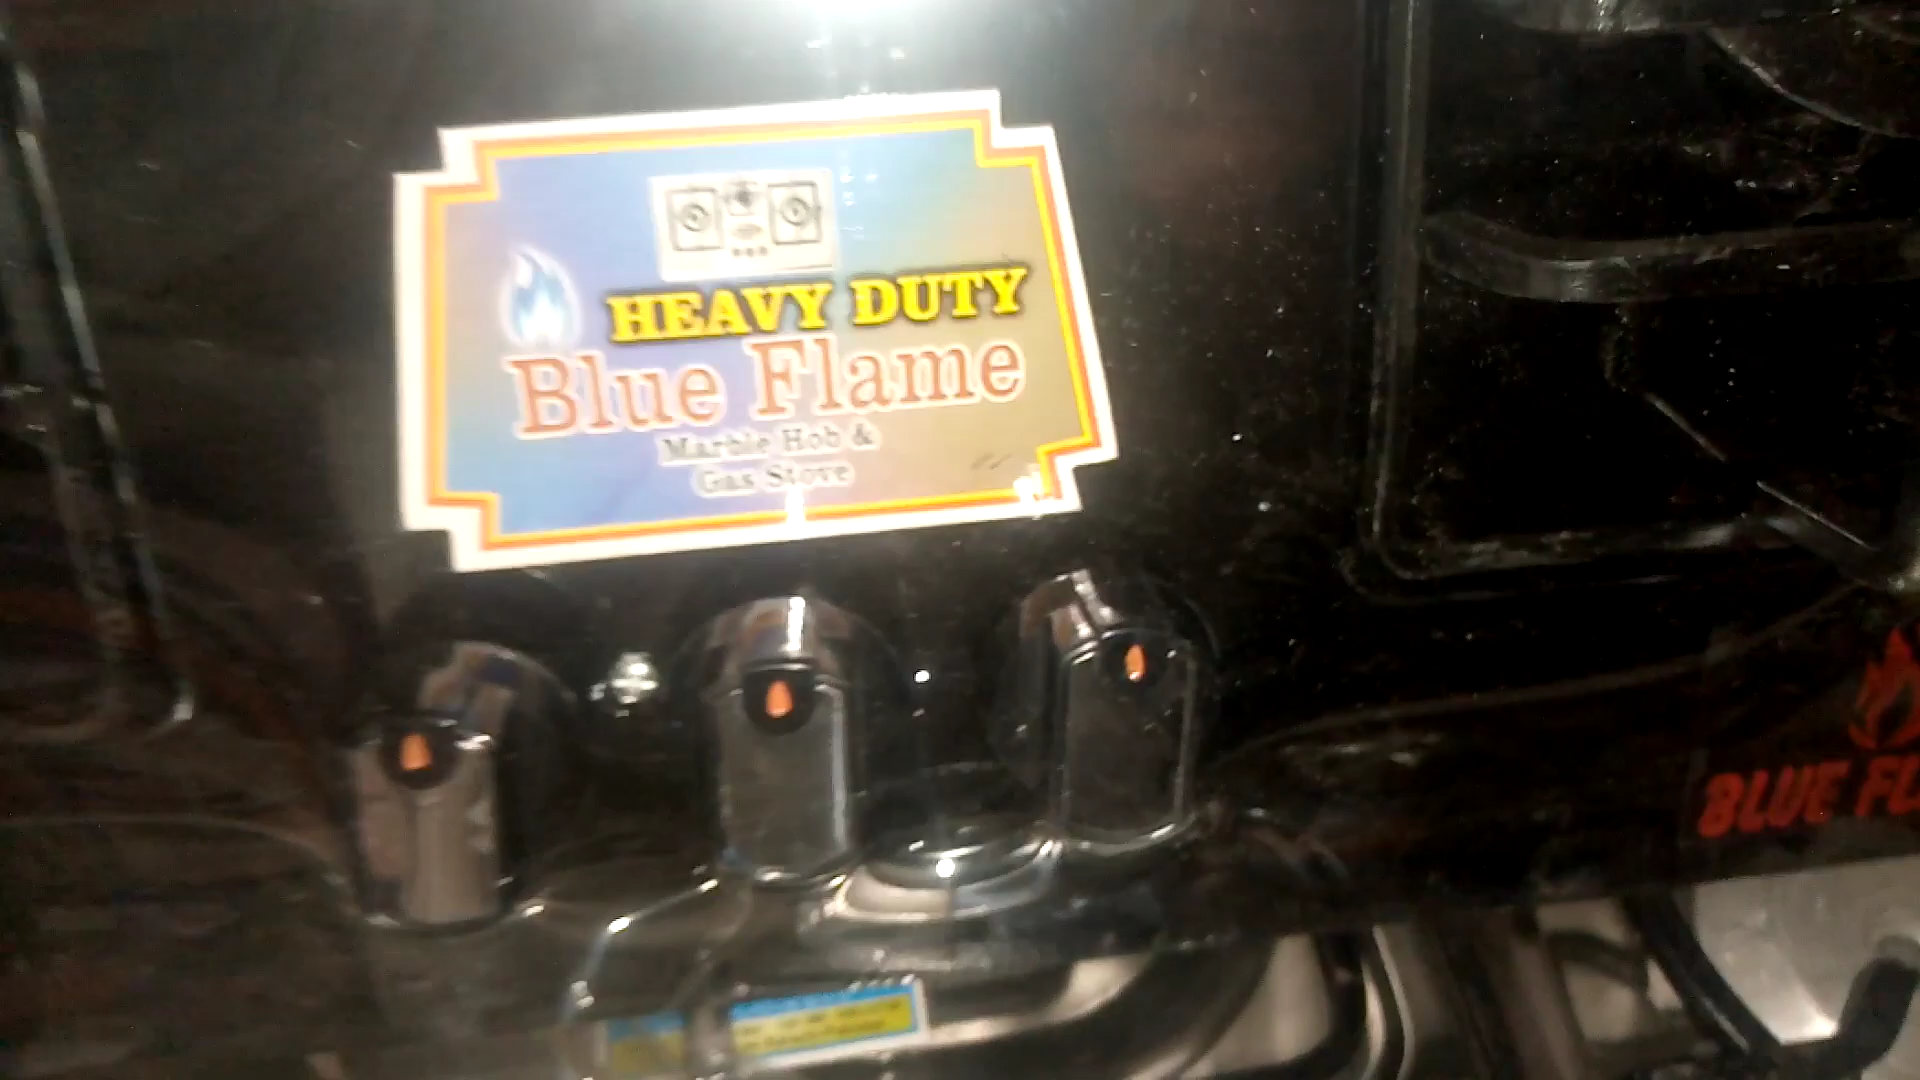 HEAVY DUTY
Blue Flame
Marble Hob &
Gas Stove
BLUE FL